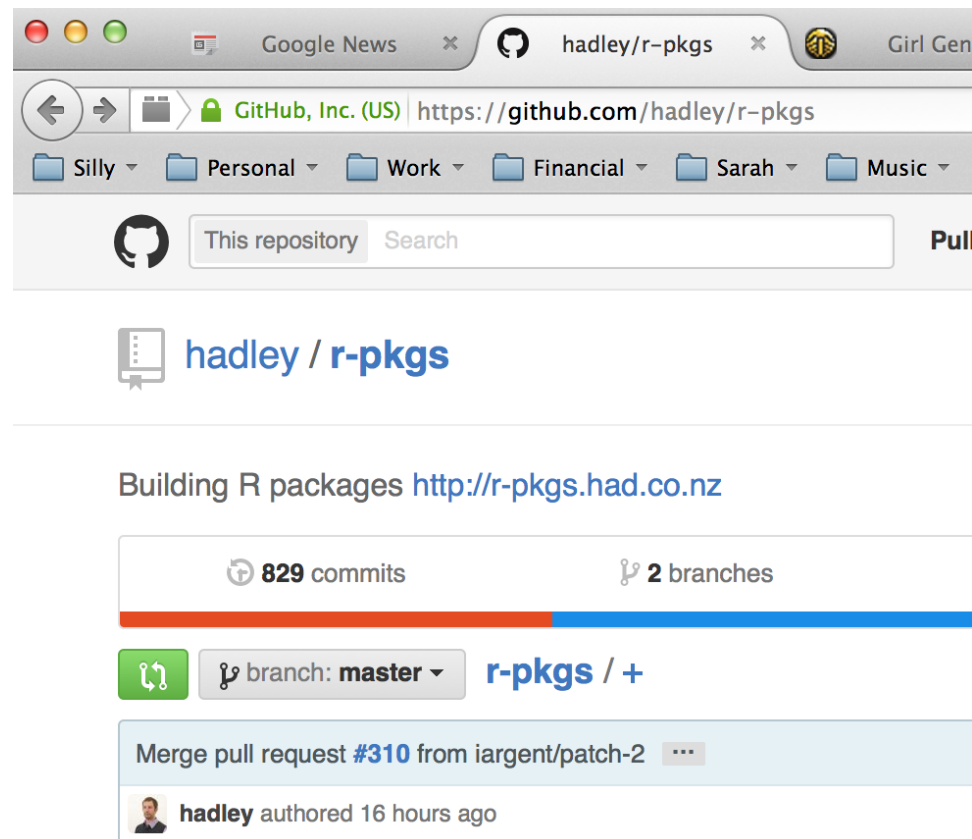 Google News
hadley/r-pkgs
Girl Gen
GitHub, Inc. (US) https://github.com/hadley/r-pkgs
Silly Personal Work Financial Sarah Music
This repository Search Pull
hadley / r-pkgs
Building R packages http://r-pkgs.had.co.nz
829 commits 2 branches
branch: master r-pkgs / +
Merge pull request #310 from iargent/patch-2 ...
hadley authored 16 hours ago